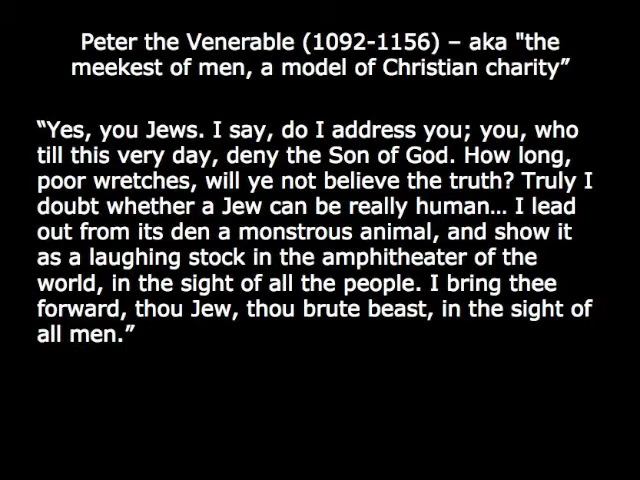 Peter the Venerable (1092-1156) – aka "the
meekest of men, a model of Christian charity”
“Yes, you Jews. I say, do I address you; you, who
till this very day, deny the Son of God. How long,
poor wretches, will ye not believe the truth? Truly I
doubt whether a Jew can be really human… I lead
out from its den a monstrous animal, and show it
as a laughing stock in the amphitheater of the
world, in the sight of all the people. I bring thee
forward, thou Jew, thou brute beast, in the sight of
all men.”